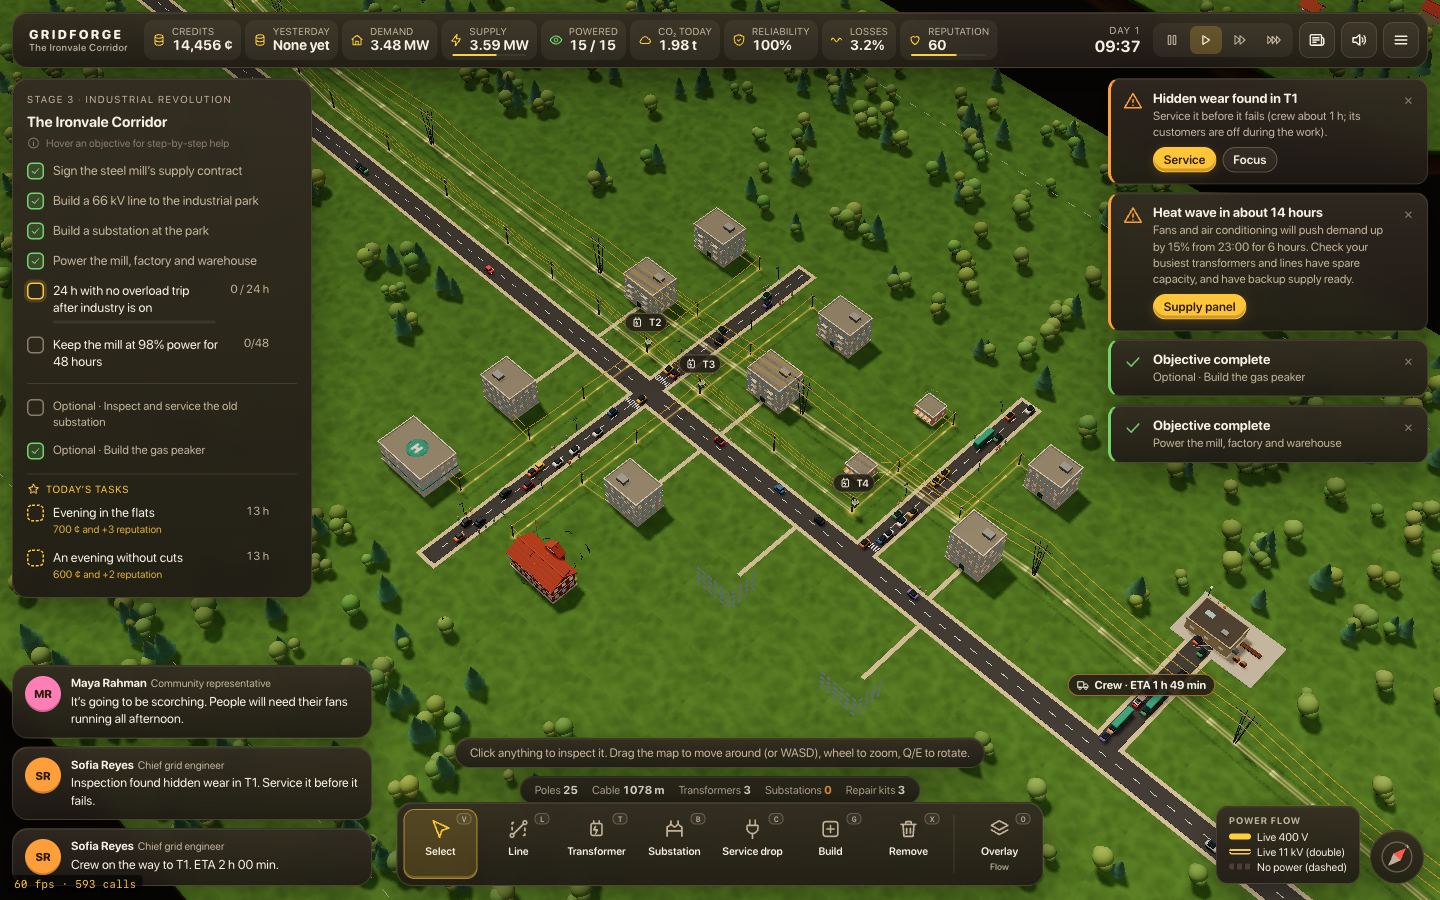 GRIDFORGE
The Ironvale Corridor
CREDITS
14,456 ¢
YESTERDAY
None yet
DEMAND
3.48 MW
SUPPLY
3.59 MW
POWERED
15 / 15
CO₂ TODAY
1.98 t
RELIABILITY
100%
LOSSES
3.2%
REPUTATION
60
DAY 1
09:37
STAGE 3 · INDUSTRIAL REVOLUTION
The Ironvale Corridor
Hover an objective for step-by-step help
Sign the steel mill's supply contract
Build a 66 kV line to the industrial park
Build a substation at the park
Power the mill, factory and warehouse
24 h with no overload trip 0 / 24 h
after industry is on
Keep the mill at 98% power for 0/48
48 hours
Optional · Inspect and service the old
substation
Optional · Build the gas peaker
TODAY'S TASKS
Evening in the flats 13 h
700 ¢ and +3 reputation
An evening without cuts 13 h
600 ¢ and +2 reputation
Hidden wear found in T1
Service it before it fails (crew about 1 h; its
customers are off during the work).
Service
Focus
Heat wave in about 14 hours
Fans and air conditioning will push demand up
by 15% from 23:00 for 6 hours. Check your
busiest transformers and lines have spare
capacity, and have backup supply ready.
Supply panel
Objective complete
Optional · Build the gas peaker
Objective complete
Power the mill, factory and warehouse
T2
T3
T4
H
Crew · ETA 1 h 49 min
MR
Maya Rahman Community representative
It's going to be scorching. People will need their fans
running all afternoon.
SR
Sofia Reyes Chief grid engineer
Inspection found hidden wear in T1. Service it before it
fails.
SR
Sofia Reyes Chief grid engineer
Crew on the way to T1. ETA 2 h 00 min.
60 fps · 593 calls
Click anything to inspect it. Drag the map to move around (or WASD), wheel to zoom, Q/E to rotate.
Poles 25 Cable 1078 m Transformers 3 Substations 0 Repair kits 3
V
Select
L
Line
T
Transformer
B
Substation
C
Service drop
G
Build
X
Remove
O
Overlay
Flow
POWER FLOW
Live 400 V
Live 11 kV (double)
No power (dashed)